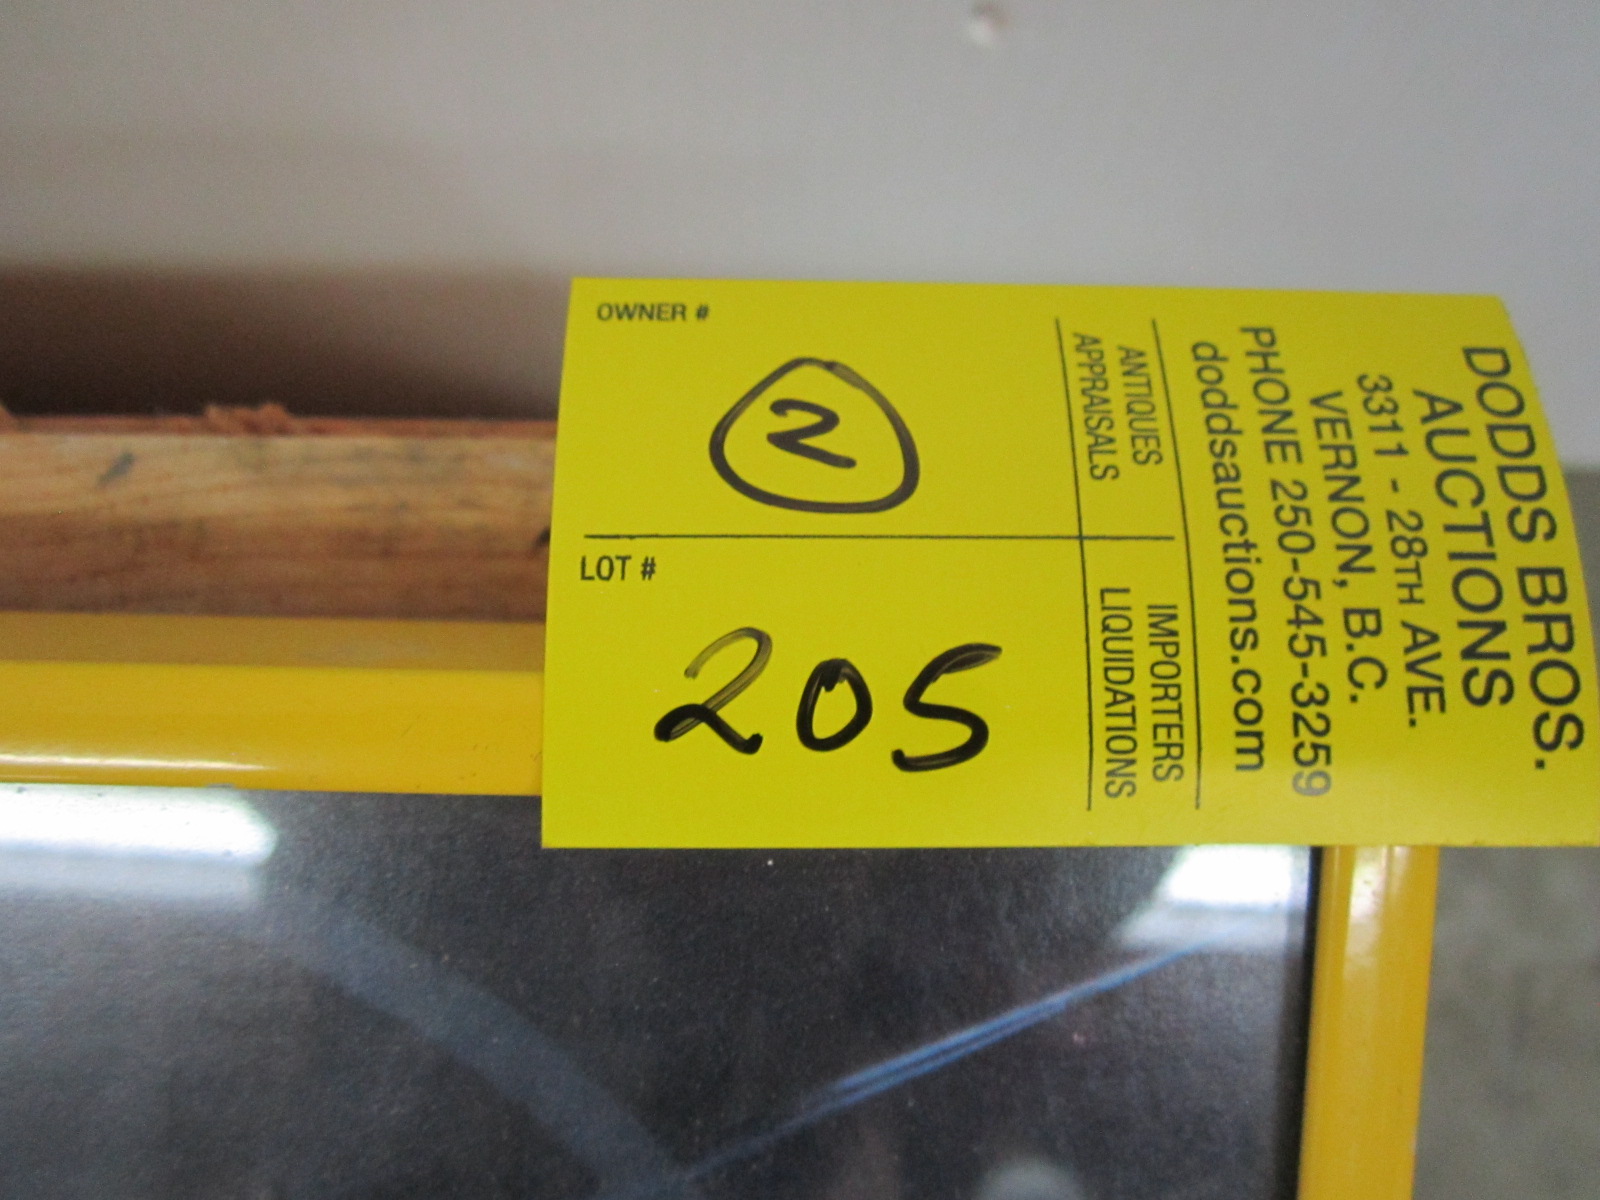 OWNER #
2
LOT #
205
ANTIQUES
APPRAISALS
IMPORTERS
LIQUIDATIONS
DODDS BROS.
AUCTIONS
3311 - 28TH AVE.
VERNON, B.C.
PHONE 250-545-3259
doddsauctions.com